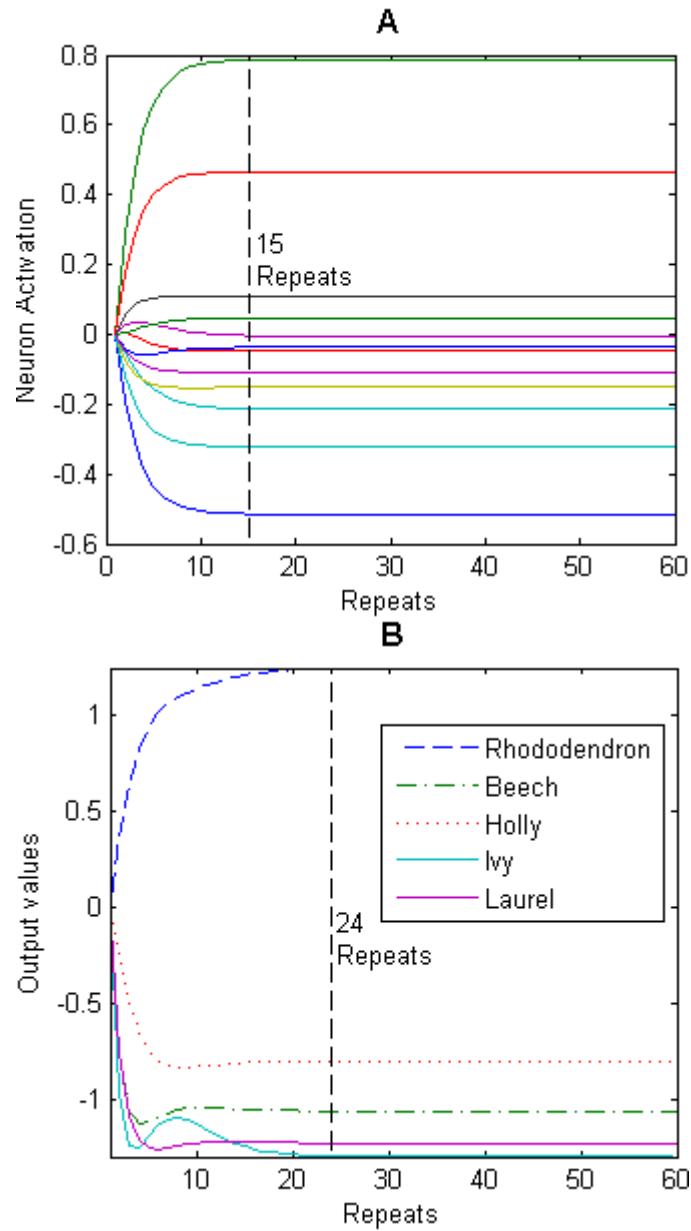 A
0.8
0.6
0.4
0.2
0
-0.2
-0.4
-0.6
Neuron Activation
15
Repeats
0 10 20 30 40 50 60
Repeats
B
1
0.5
0
-0.5
-1
Output values
Rhododendron
Beech
Holly
Ivy
Laurel
24
Repeats
10 20 30 40 50 60
Repeats